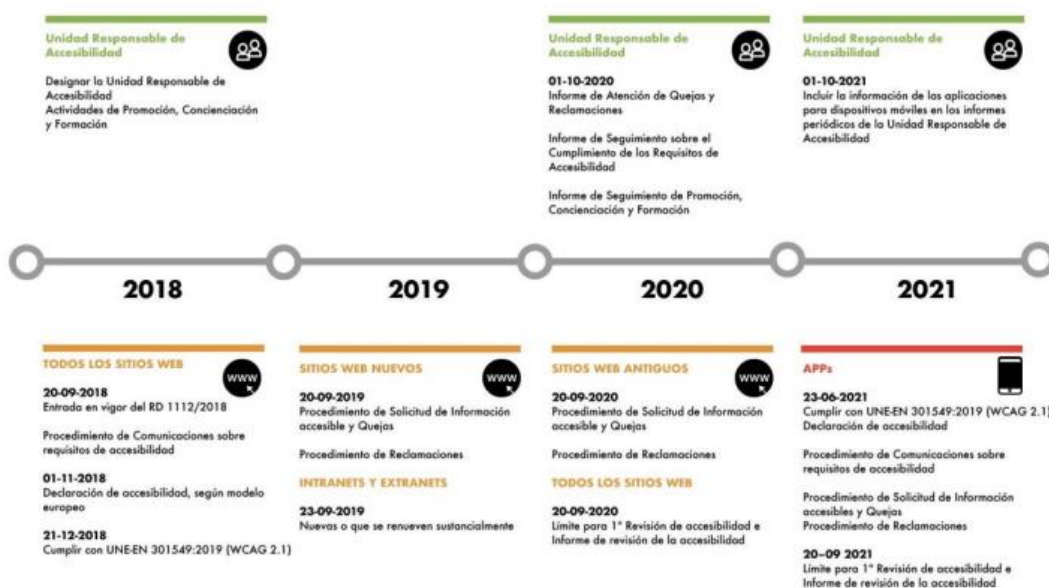 Unidad Responsable de
Accesibilidad
Designar la Unidad Responsable de
Accesibilidad
Actividades de Promoción, Concienciación
y Formación
Unidad Responsable de
Accesibilidad
01-10-2020
Informe de Atención de Quejas y
Reclamaciones
Informe de Seguimiento sobre el
Cumplimiento de los Requisitos de
Accesibilidad
Informe de Seguimiento de Promoción,
Concienciación y Formación
Unidad Responsable de
Accesibilidad
01-10-2021
Incluir la información de las aplicaciones
para dispositivos móviles en los informes
periódicos de la Unidad Responsable de
Accesibilidad
2018
2019
2020
2021
TODOS LOS SITIOS WEB
www
20-09-2018
Entrada en vigor del RD 1112/2018
Procedimiento de Comunicaciones sobre
requisitos de accesibilidad
01-11-2018
Declaración de accesibilidad, según modelo
europeo
21-12-2018
Cumplir con UNE-EN 301549:2019 (WCAG 2.1)
SITIOS WEB NUEVOS
www
20-09-2019
Procedimiento de Solicitud de Información
accesible y Quejas
Procedimiento de Reclamaciones
INTRANETS Y EXTRANETS
23-09-2019
Nuevas o que se renueven sustancialmente
SITIOS WEB ANTIGUOS
www
20-09-2020
Procedimiento de Solicitud de Información
accesible y Quejas
Procedimiento de Reclamaciones
TODOS LOS SITIOS WEB
20-09-2020
Límite para 1ª Revisión de accesibilidad e
Informe de revisión de la accesibilidad
APPs
23-06-2021
Cumplir con UNE-EN 301549:2019 (WCAG 2.1)
Declaración de accesibilidad
Procedimiento de Comunicaciones sobre
requisitos de accesibilidad
Procedimiento de Solicitud de Información
accesibles y Quejas
Procedimiento de Reclamaciones
20–09 2021
Límite para 1ª Revisión de accesibilidad e
Informe de revisión de la accesibilidad